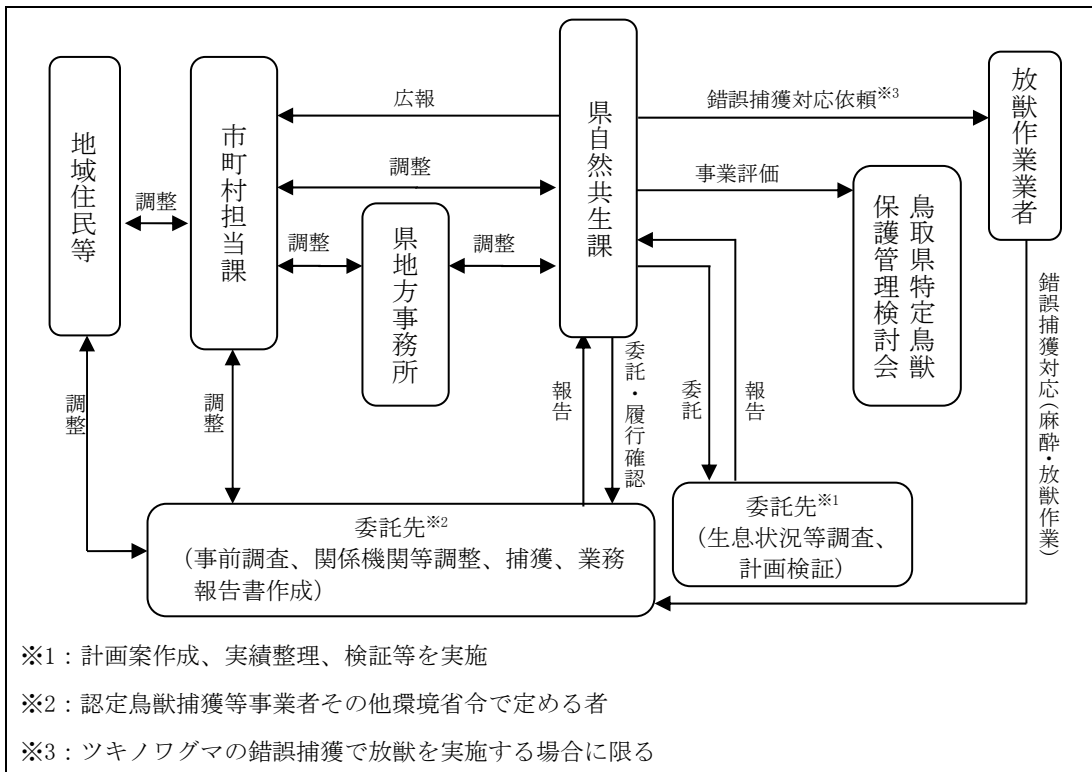 地域住民等
調整
市町村担当課
広報
調整
調整
県地方事務所
調整
県自然共生課
錯誤捕獲対応依頼※3
事業評価
放獣作業業者
鳥取県特定鳥獣
保護管理検討会
調整
調整
報告
委託・履行確認
委託
報告
錯誤捕獲対応(麻酔・放獣作業)
委託先※2
(事前調査、関係機関等調整、捕獲、業務
報告書作成)
委託先※1
(生息状況等調査、
計画検証)
※1：計画案作成、実績整理、検証等を実施
※2：認定鳥獣捕獲等事業者その他環境省令で定める者
※3：ツキノワグマの錯誤捕獲で放獣を実施する場合に限る